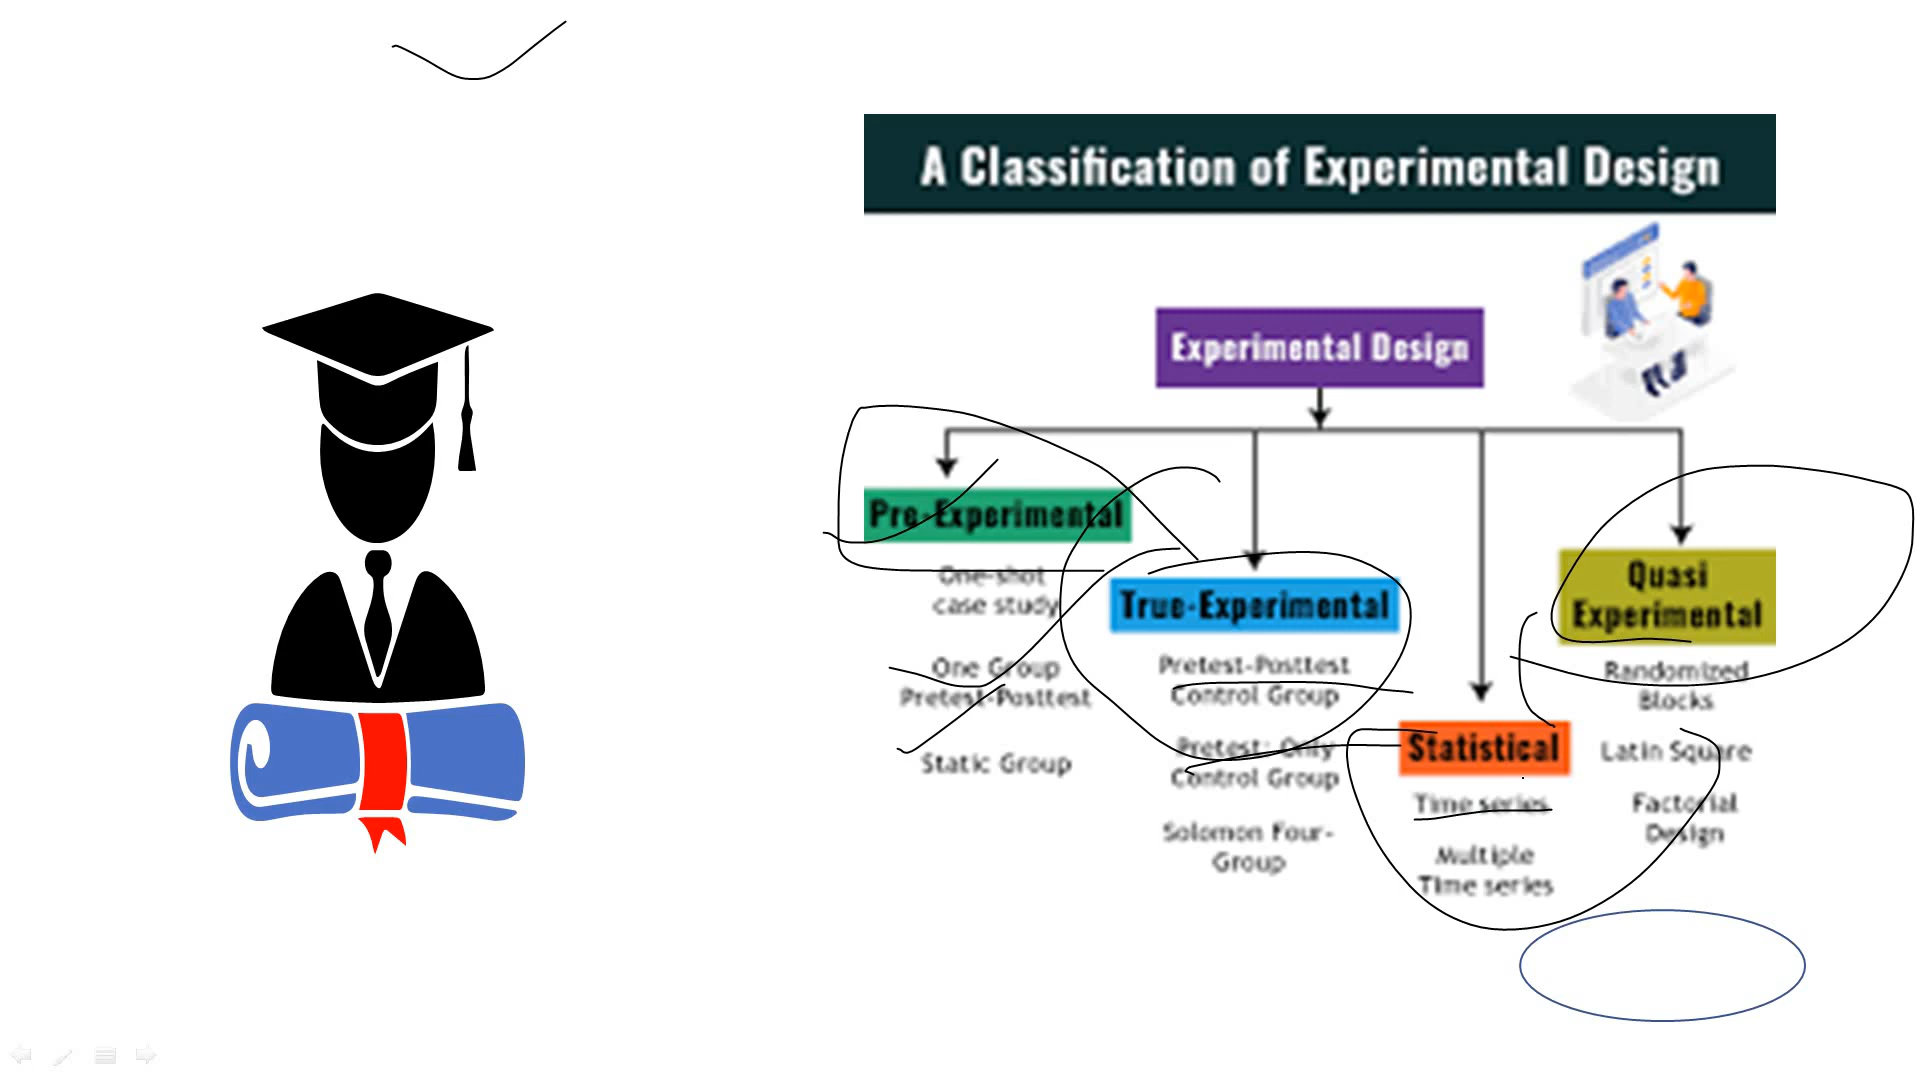 A Classification of Experimental Design
Experimental Design
Pre-Experimental
One-shot
case study
One Group
Pretest-Posttest
Static Group
True-Experimental
Pretest-Posttest
Control Group
Pretest: Only
Control Group
Solomon Four-
Group
Statistical
Time series
Multiple
Time series
Quasi
Experimental
Randomized
Blocks
Latin Square
Factorial
Design